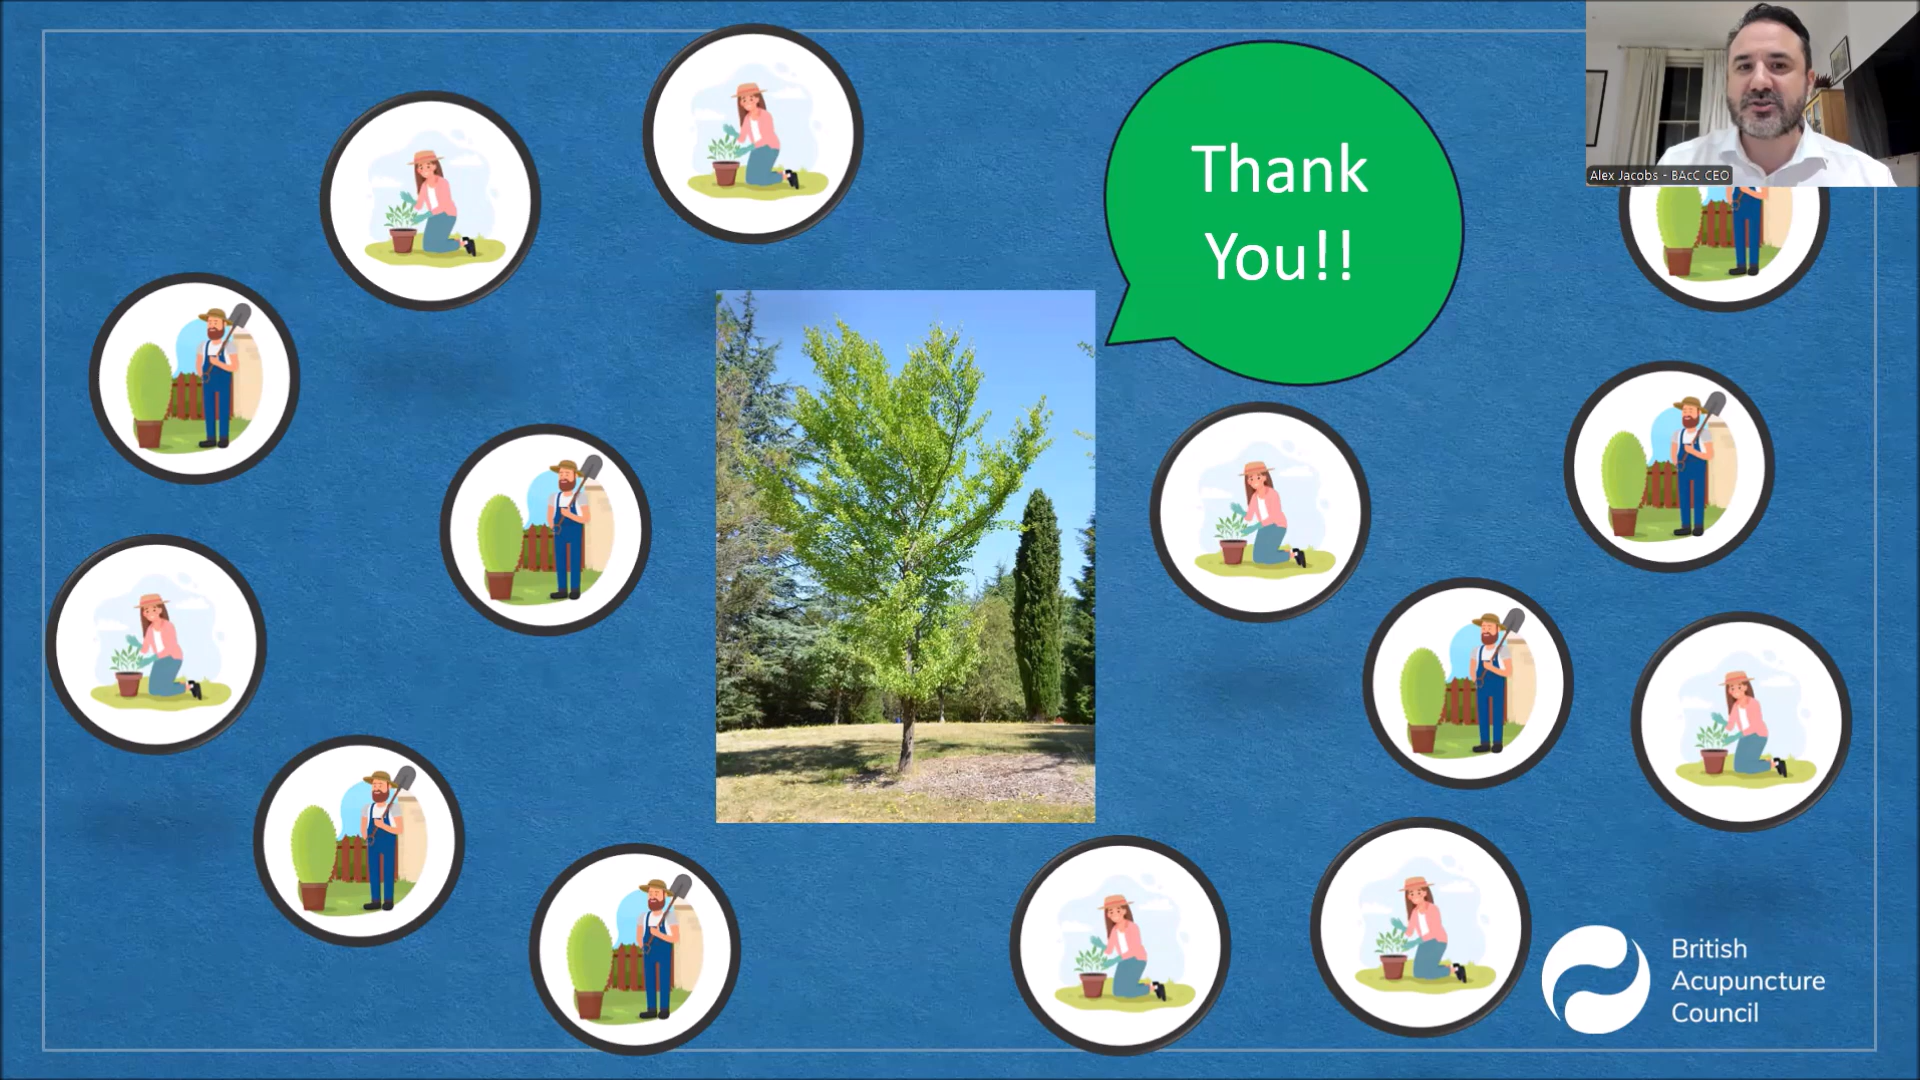 Thank
You!!
Alex Jacobs - BAcC CEO
British
Acupuncture
Council